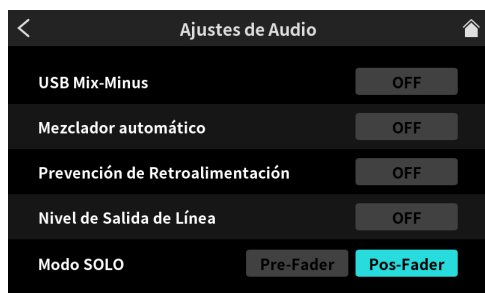 Ajustes de Audio
USB Mix-Minus OFF
Mezclador automático OFF
Prevención de Retroalimentación OFF
Nivel de Salida de Línea OFF
Modo SOLO Pre-Fader Pos-Fader